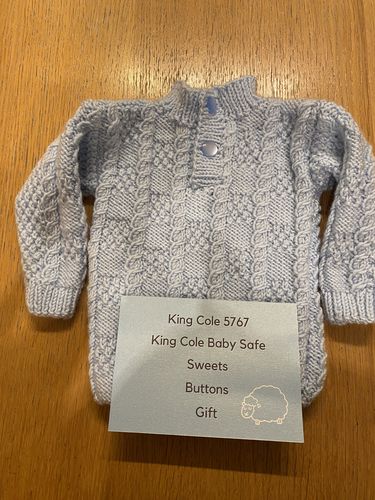 King Cole 5767
King Cole Baby Safe
Sweets
Buttons
Gift